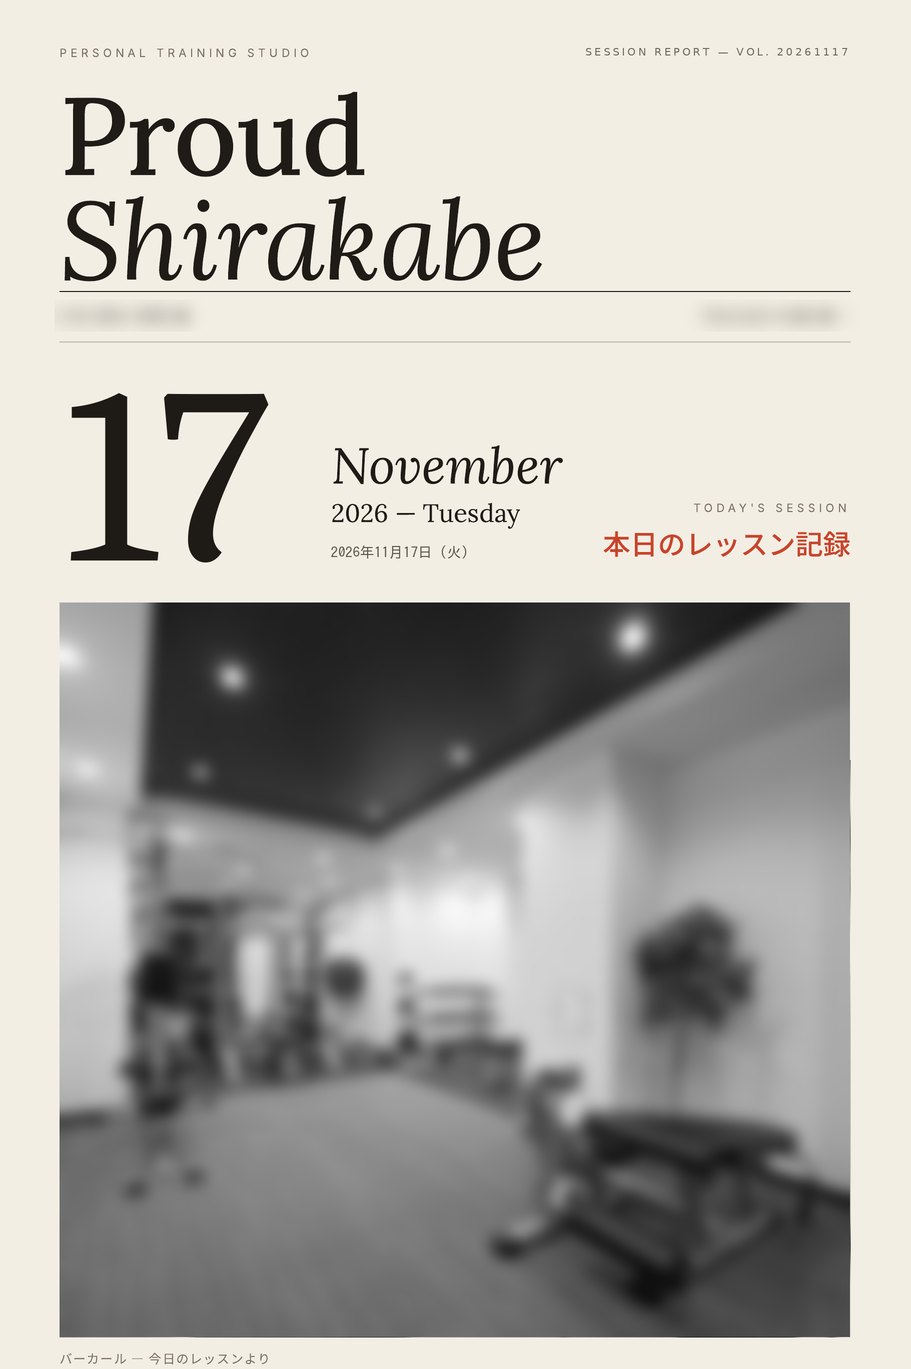 PERSONAL TRAINING STUDIO
SESSION REPORT — VOL. 20261117
Proud
Shirakabe
17
November
2026 — Tuesday
2026年11月17日（火）
TODAY'S SESSION
本日のレッスン記録
バーカール — 今日のレッスンより